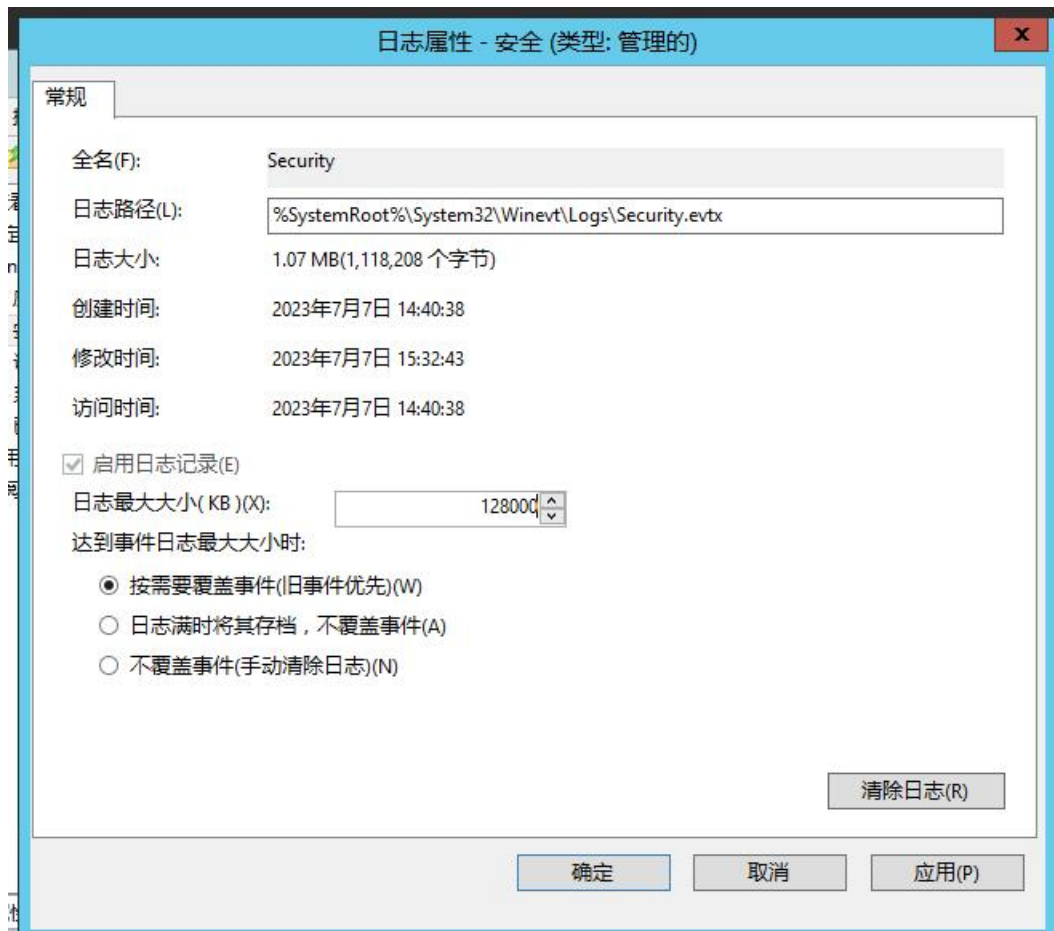 日志属性 - 安全 (类型: 管理的)
x
常规
全名(F): Security
日志路径(L): %SystemRoot%\System32\Winevt\Logs\Security.evtx
日志大小: 1.07 MB(1,118,208 个字节)
创建时间: 2023年7月7日 14:40:38
修改时间: 2023年7月7日 15:32:43
访问时间: 2023年7月7日 14:40:38
启用日志记录(E)
日志最大大小( KB )(X): 128000
达到事件日志最大大小时:
按需要覆盖事件(旧事件优先)(W)
日志满时将其存档，不覆盖事件(A)
不覆盖事件(手动清除日志)(N)
清除日志(R)
确定 取消 应用(P)